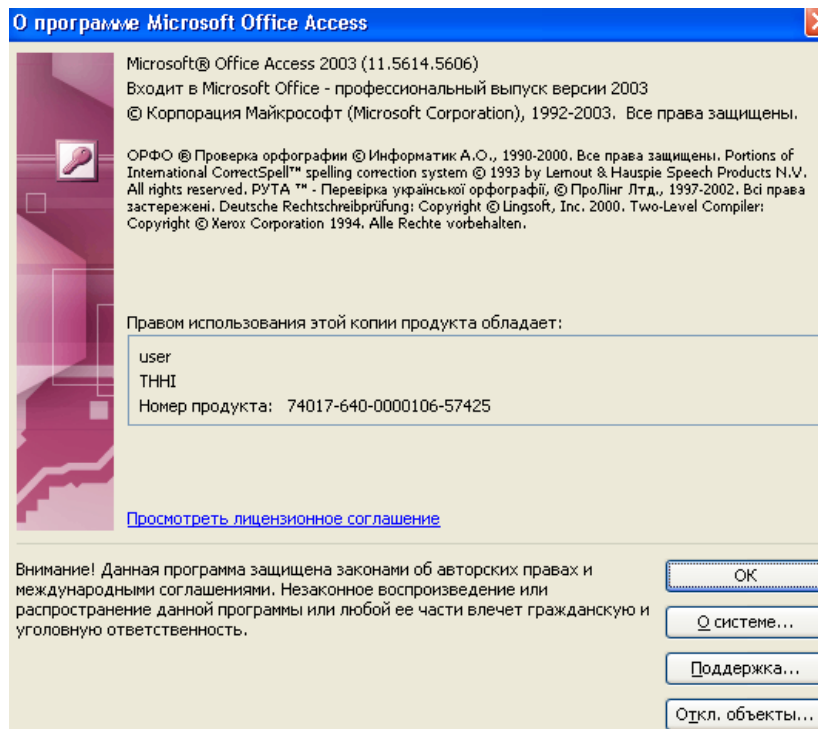 О программе Microsoft Office Access
Microsoft® Office Access 2003 (11.5614.5606)
Входит в Microsoft Office - профессиональный выпуск версии 2003
© Корпорация Майкрософт (Microsoft Corporation), 1992-2003. Все права защищены.
ОРФО ® Проверка орфографии © Информатик А.О., 1990-2000. Все права защищены. Portions of
International CorrectSpell™ spelling correction system © 1993 by Lernout & Hauspie Speech Products N.V.
All rights reserved. РУТА ™ - Перевірка української орфографії, © ПроЛінг Лтд., 1997-2002. Всі права
застережені. Deutsche Rechtschreibprüfung: Copyright © Lingsoft, Inc. 2000. Two-Level Compiler:
Copyright © Xerox Corporation 1994. Alle Rechte vorbehalten.
Правом использования этой копии продукта обладает:
user
ТННІ
Номер продукта: 74017-640-0000106-57425
Просмотреть лицензионное соглашение
Внимание! Данная программа защищена законами об авторских правах и
международными соглашениями. Незаконное воспроизведение или
распространение данной программы или любой ее части влечет гражданскую и
уголовную ответственность.
ОК
О системе...
Поддержка...
Откл. объекты...